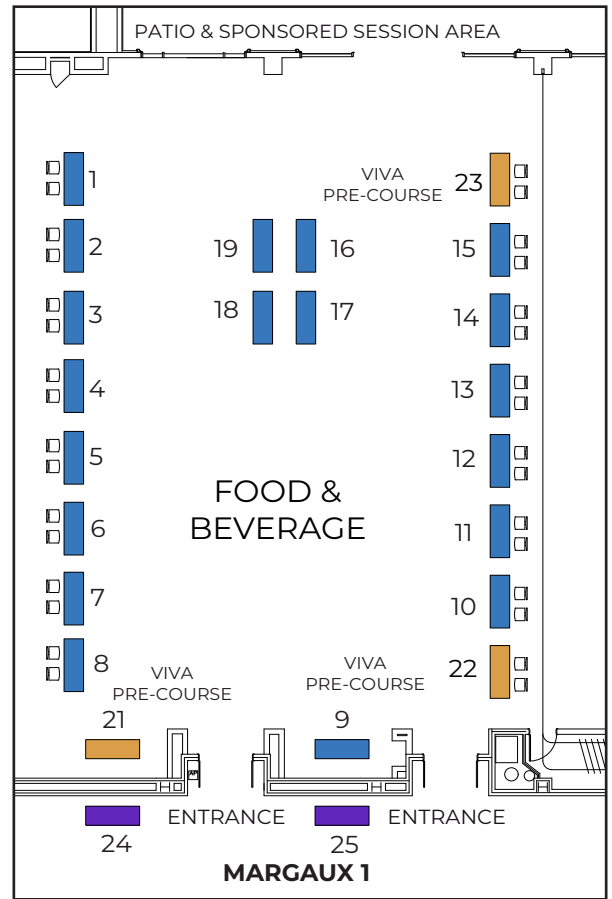 PATIO & SPONSORED SESSION AREA
1
VIVA
PRE-COURSE
23
2
19
16
15
3
18
17
14
4
13
5
12
FOOD &
BEVERAGE
6
11
7
10
8
VIVA
PRE-COURSE
VIVA
PRE-COURSE
22
21
9
AP
ENTRANCE
ENTRANCE
24
25
MARGAUX 1